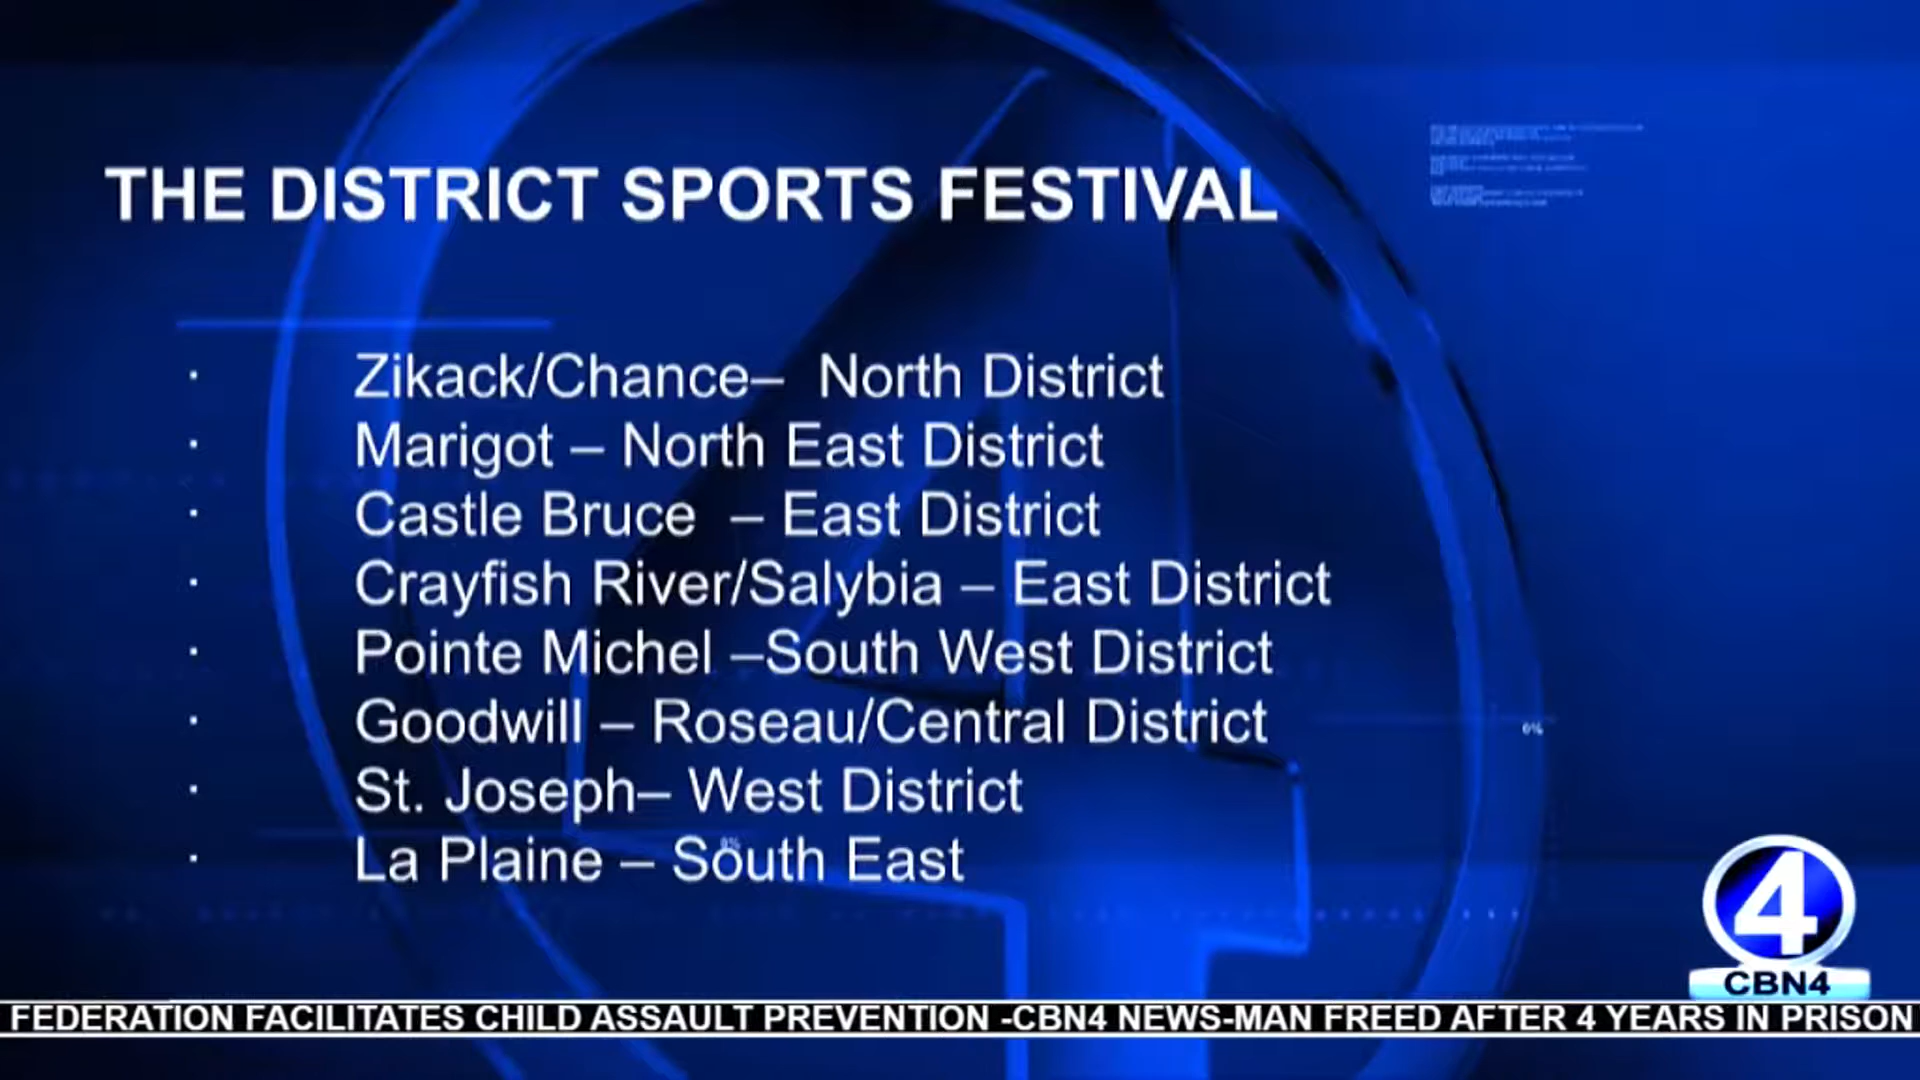 THE DISTRICT SPORTS FESTIVAL
· Zikack/Chance– North District
· Marigot – North East District
· Castle Bruce – East District
· Crayfish River/Salybia – East District
· Pointe Michel –South West District
· Goodwill – Roseau/Central District
· St. Joseph– West District
· La Plaine – South East
4
CBN4
FEDERATION FACILITATES CHILD ASSAULT PREVENTION -CBN4 NEWS-MAN FREED AFTER 4 YEARS IN PRISON